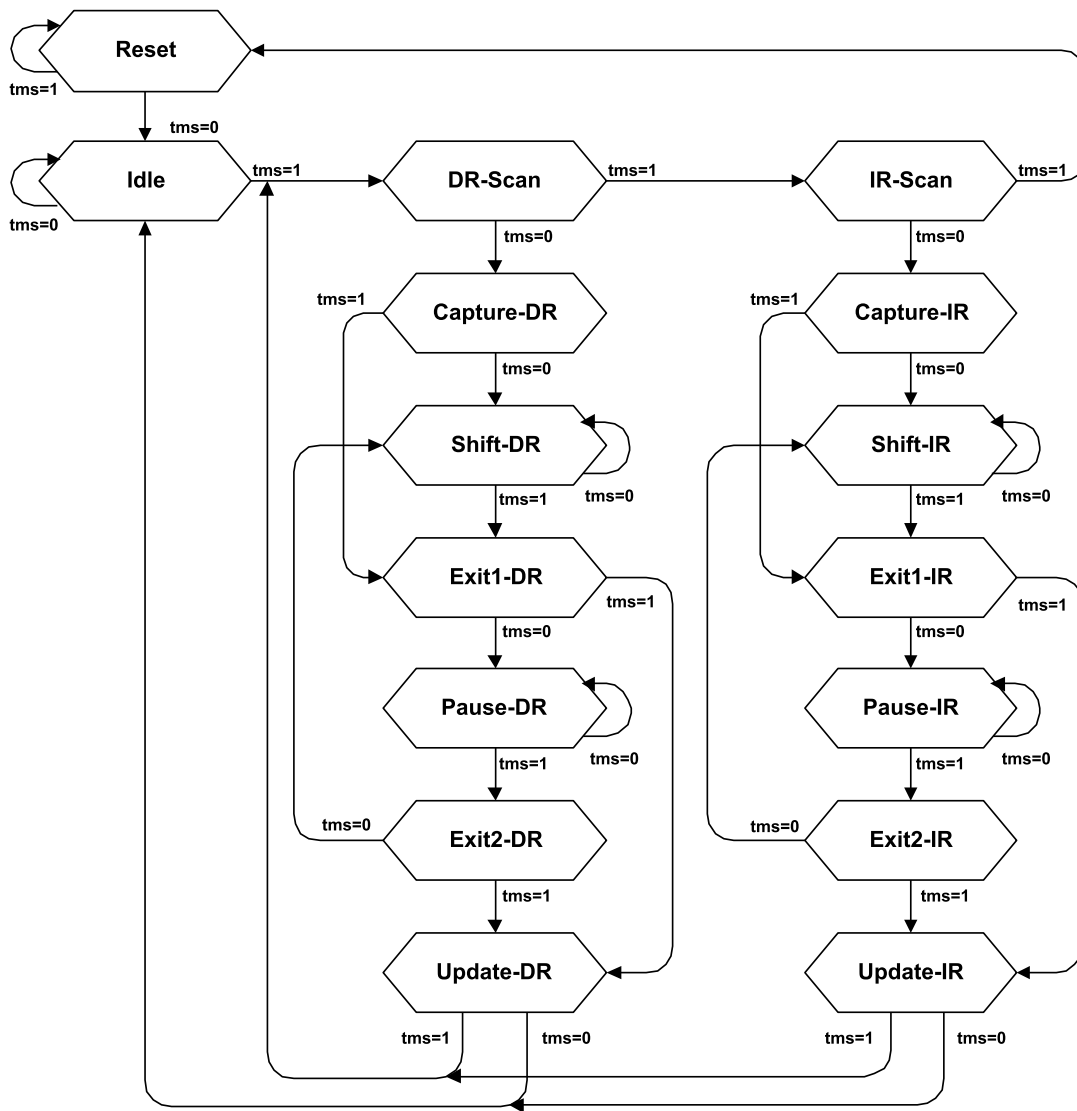 Reset
tms=1
tms=0
Idle
tms=1
DR-Scan
tms=1
IR-Scan
tms=1
tms=0
tms=0
tms=0
tms=1
Capture-DR
tms=1
Capture-IR
tms=0
tms=0
Shift-DR
Shift-IR
tms=1
tms=0
tms=1
tms=0
Exit1-DR
tms=1
Exit1-IR
tms=1
tms=0
tms=0
Pause-DR
Pause-IR
tms=1
tms=0
tms=1
tms=0
tms=0
Exit2-DR
tms=0
Exit2-IR
tms=1
tms=1
Update-DR
Update-IR
tms=1
tms=0
tms=1
tms=0